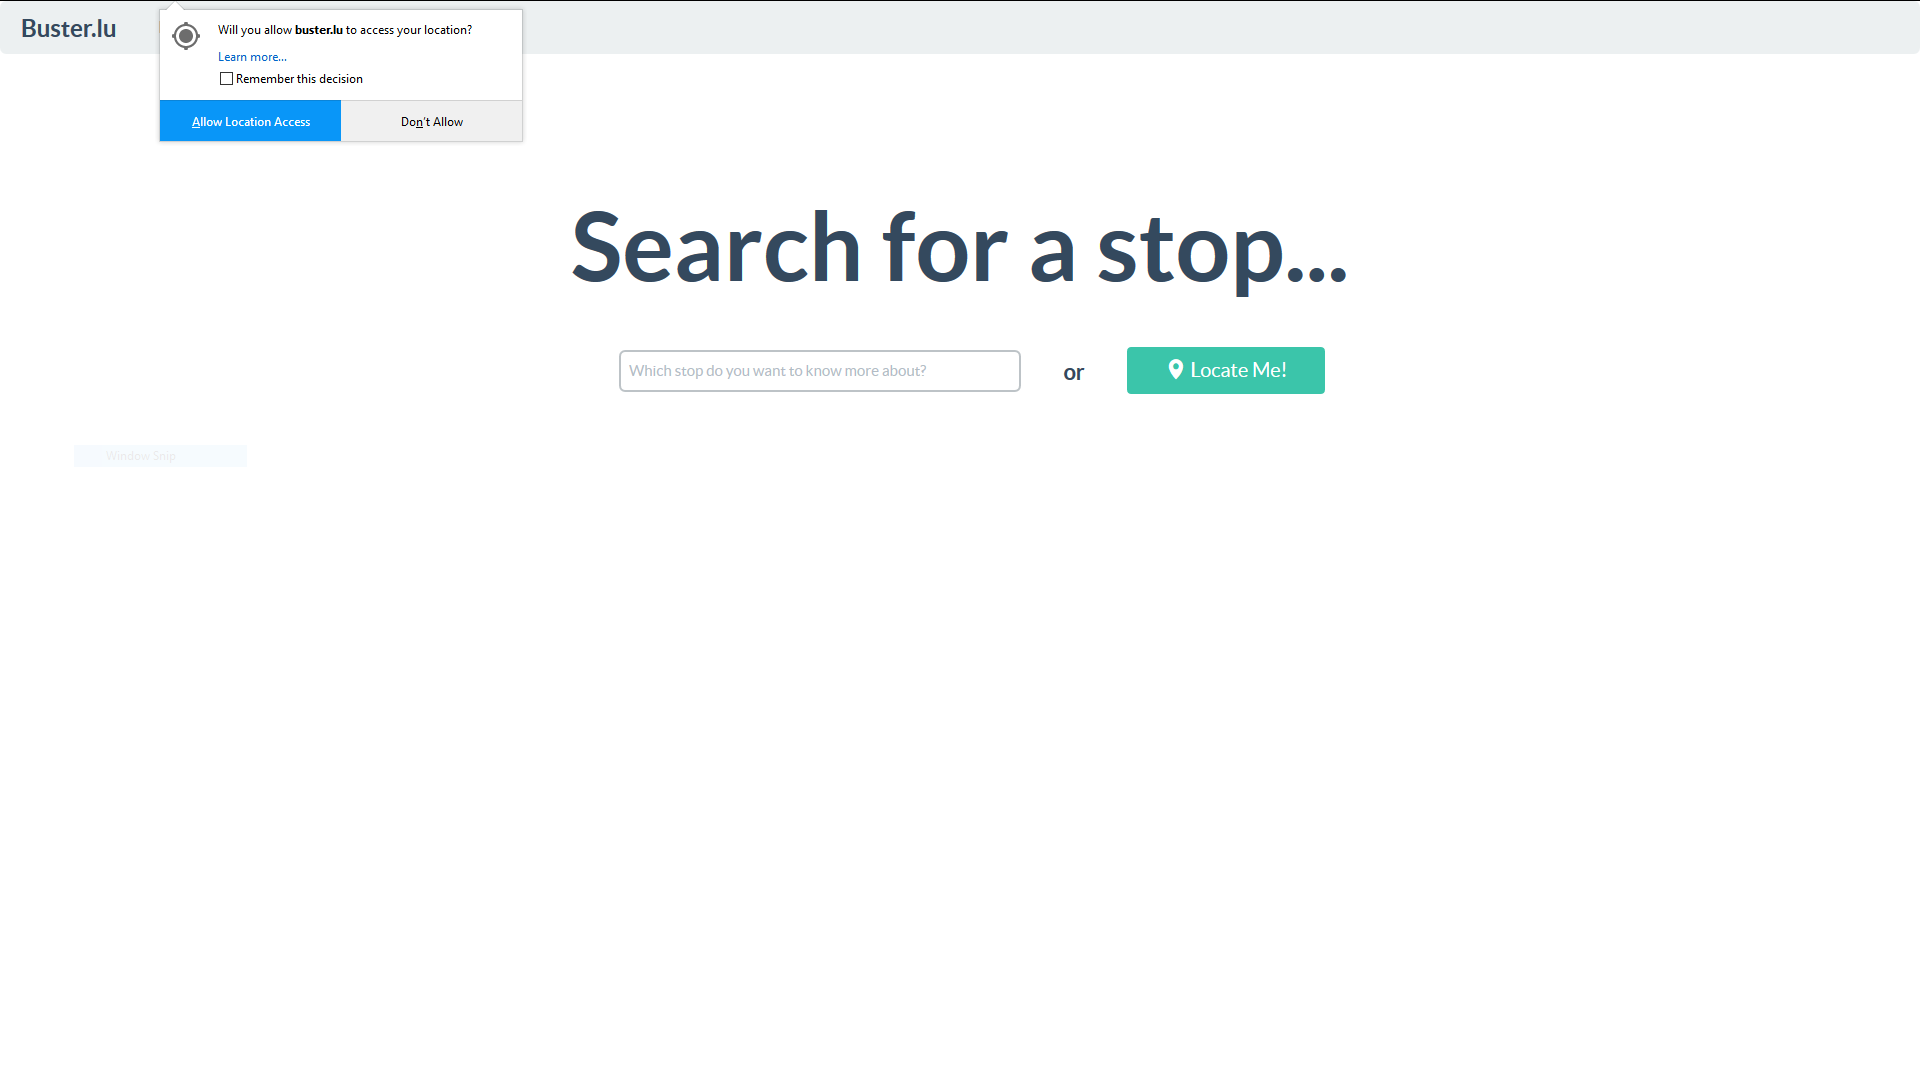 Buster.lu
Will you allow buster.lu to access your location?
Learn more...
Remember this decision
Allow Location Access
Don't Allow
Search for a stop...
Which stop do you want to know more about?
or
Locate Me!
Window Snip